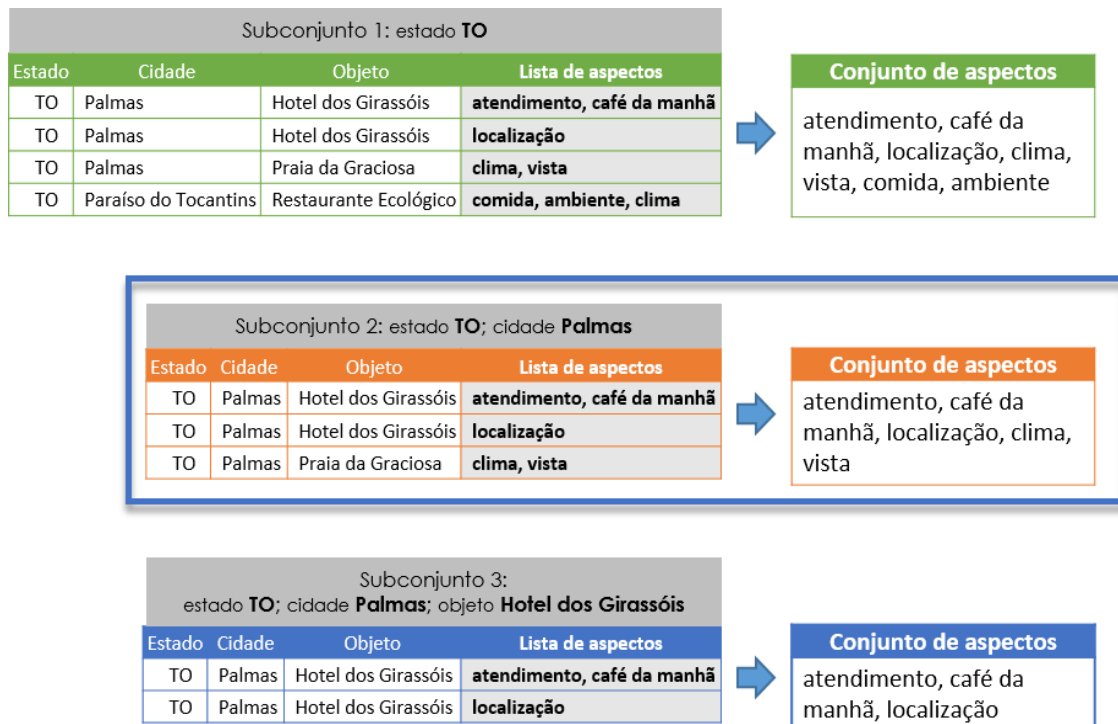 Subconjunto 1: estado TO
Estado Cidade Objeto Lista de aspectos
TO Palmas Hotel dos Girassóis atendimento, café da manhã
TO Palmas Hotel dos Girassóis localização
TO Palmas Praia da Graciosa clima, vista
TO Paraíso do Tocantins Restaurante Ecológico comida, ambiente, clima
Conjunto de aspectos
atendimento, café da
manhã, localização, clima,
vista, comida, ambiente
Subconjunto 2: estado TO; cidade Palmas
Estado Cidade Objeto Lista de aspectos
TO Palmas Hotel dos Girassóis atendimento, café da manhã
TO Palmas Hotel dos Girassóis localização
TO Palmas Praia da Graciosa clima, vista
Conjunto de aspectos
atendimento, café da
manhã, localização, clima,
vista
Subconjunto 3:
estado TO; cidade Palmas; objeto Hotel dos Girassóis
Estado Cidade Objeto Lista de aspectos
TO Palmas Hotel dos Girassóis atendimento, café da manhã
TO Palmas Hotel dos Girassóis localização
Conjunto de aspectos
atendimento, café da
manhã, localização